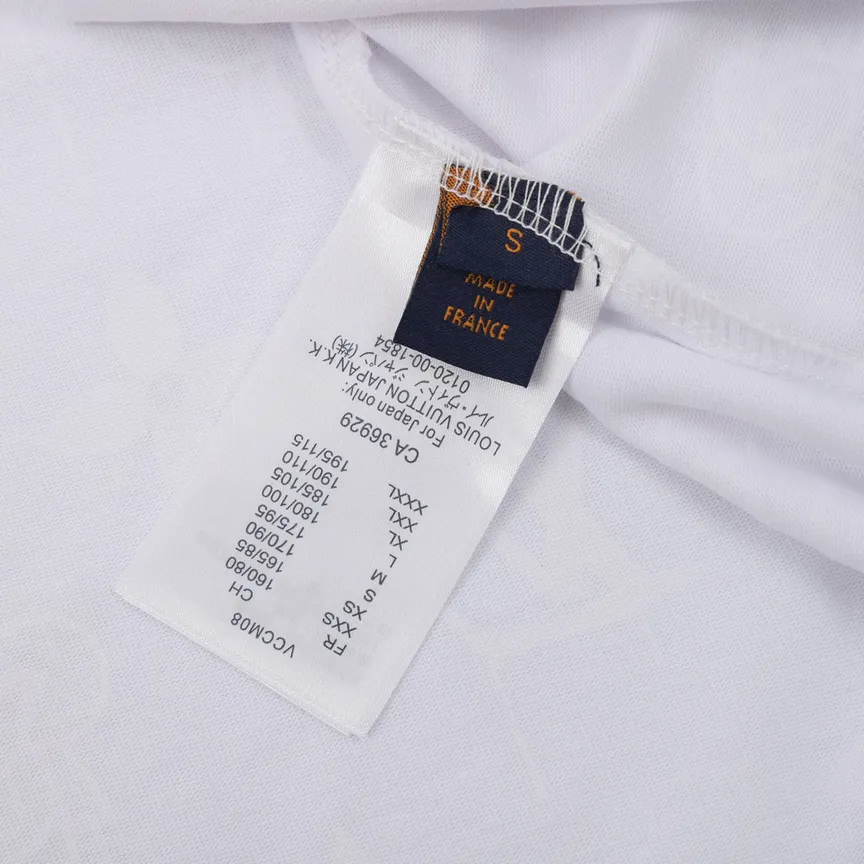 S
MADE
IN
FRANCE
VCCM08
FR CH
XXS 160/80
XS 165/85
S 170/90
M 175/95
L 180/100
XL 185/105
XXL 190/110
XXXL 195/115
CA 36929
For Japan only:
LOUIS VUITTON JAPAN K.K.
ルイ・ヴィトン ジャパン(株)
0120-00-1854